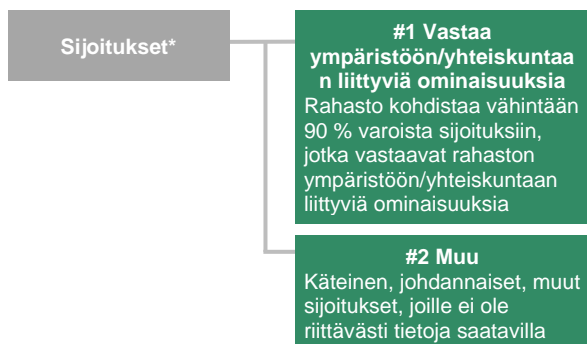 Sijoitukset*
#1 Vastaa
ympäristöön/yhteiskuntaa
n liittyviä ominaisuuksia
Rahasto kohdistaa vähintään
90 % varoista sijoituksiin,
jotka vastaavat rahaston
ympäristöön/yhteiskuntaan
liittyviä ominaisuuksia
#2 Muu
Käteinen, johdannaiset, muut
sijoitukset, joille ei ole
riittävästi tietoja saatavilla